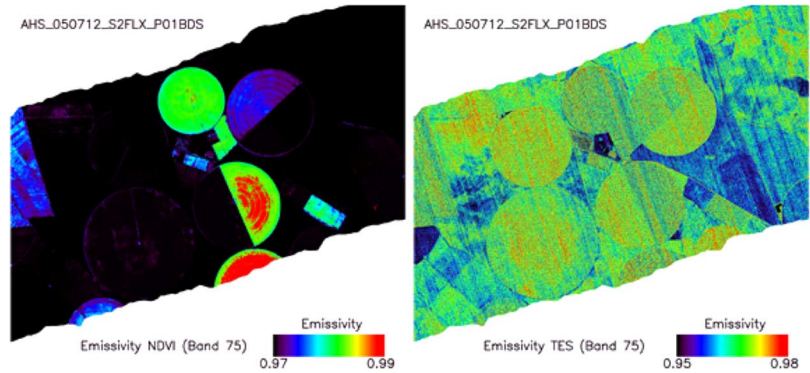 AHS_050712_S2FLX_P01BDS
Emissivity
Emissivity NDVI (Band 75)
0.97
0.99
AHS_050712_S2FLX_P01BDS
Emissivity
Emissivity TES (Band 75)
0.95
0.98